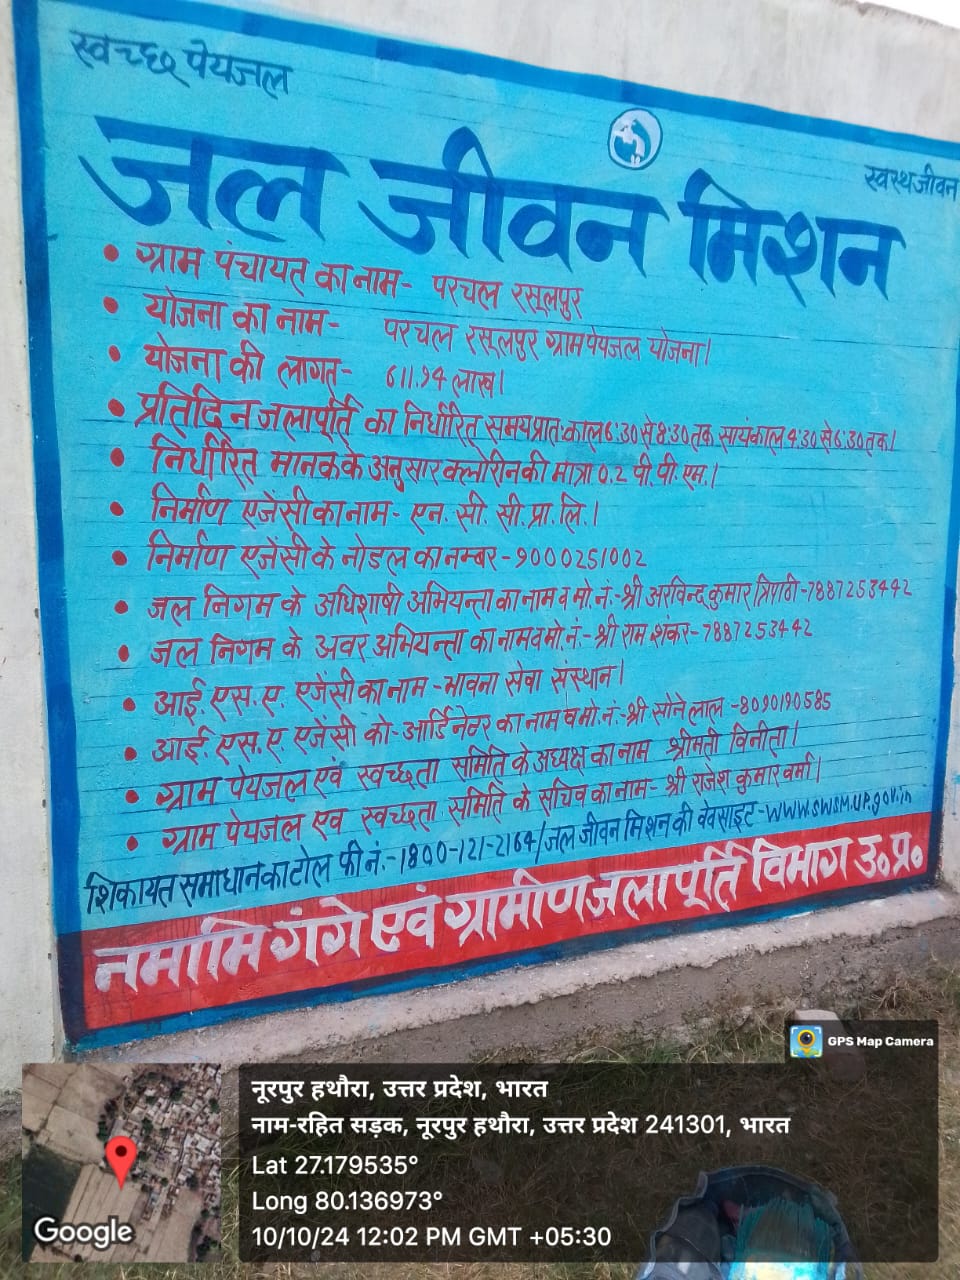 स्वच्छ पेयजल
स्वस्थ जीवन
जल जीवन मिशन
• ग्राम पंचायत का नाम- परचल रसूलपुर
• योजना का नाम- परचल रसूलपुर ग्राम पेयजल योजना।
• योजना की लागत- 611.94 लाख।
• प्रतिदिन जलापूर्ति का निर्धारित समय प्रातःकाल 6:30 से 8:30 तक सायंकाल 4:30 से 6:30 तक।
• निर्धारित मानक के अनुसार क्लोरीन की मात्रा 0.2 पी.पी.एम.।
• निर्माण एजेंसी का नाम- एन. सी. सी. प्रा. लि.।
• निर्माण एजेंसी के नोडल का नम्बर-9000251002
• जल निगम के अधिशाषी अभियन्ता का नाम व मो. नं.-श्री अरविन्द कुमार त्रिपाठी-7887253442
• जल निगम के अवर अभियन्ता का नाम व मो. नं.- श्री राम शंकर-7887253442
• आई. एस. ए. एजेंसी का नाम -भावना सेवा संस्थान।
• आई. एस. ए. एजेंसी को-आर्डिनेटर का नाम व मो. नं.-श्री सोने लाल -8090190585
• ग्राम पेयजल एवं स्वच्छता समिति के अध्यक्ष का नाम श्रीमती विनीता।
• ग्राम पेयजल एव स्वच्छता समिति के सचिव का नाम- श्री राजेश कुमार वर्मा।
शिकायत समाधान का टोल फ्री नं.-1800-121-2164/जल जीवन मिशन की वेवसाइट-www.swsm.up.gov.in
नमामि गंगे एवं ग्रामीण जलापूर्ति विभाग उ० प्र०
GPS Map Camera
नूरपुर हथौरा, उत्तर प्रदेश, भारत
नाम-रहित सड़क, नूरपुर हथौरा, उत्तर प्रदेश 241301, भारत
Lat 27.179535°
Long 80.136973°
10/10/24 12:02 PM GMT +05:30
Google